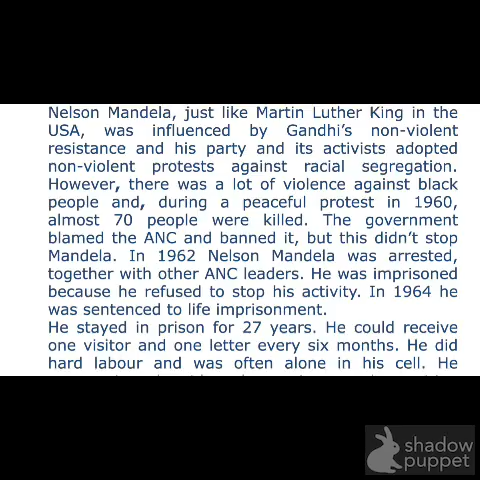 Nelson Mandela, just like Martin Luther King in the
USA, was influenced by Gandhi's non-violent
resistance and his party and its activists adopted
non-violent protests against racial segregation.
However, there was a lot of violence against black
people and, during a peaceful protest in 1960,
almost 70 people were killed. The government
blamed the ANC and banned it, but this didn't stop
Mandela. In 1962 Nelson Mandela was arrested,
together with other ANC leaders. He was imprisoned
because he refused to stop his activity. In 1964 he
was sentenced to life imprisonment.
He stayed in prison for 27 years. He could receive
one visitor and one letter every six months. He did
hard labour and was often alone in his cell. He
shadow
puppet